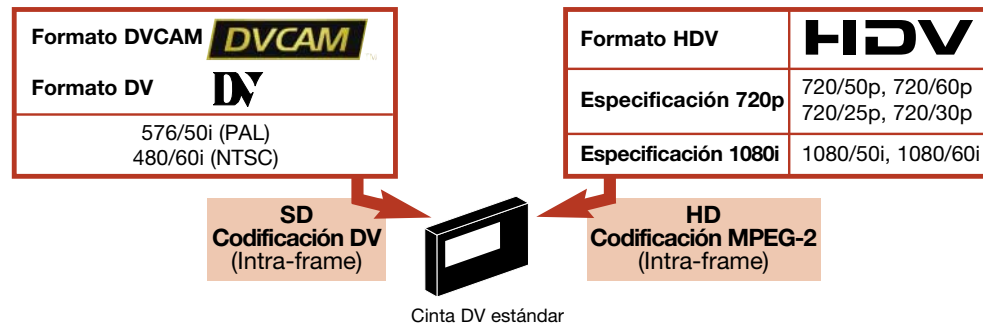 Formato DVCAM DVCAM
Formato DV DV
576/50i (PAL)
480/60i (NTSC)
Formato HDV HDV
Especificación 720p 720/50p, 720/60p
720/25p, 720/30p
Especificación 1080i 1080/50i, 1080/60i
SD
Codificación DV
(Intra-frame)
HD
Codificación MPEG-2
(Intra-frame)
Cinta DV estándar